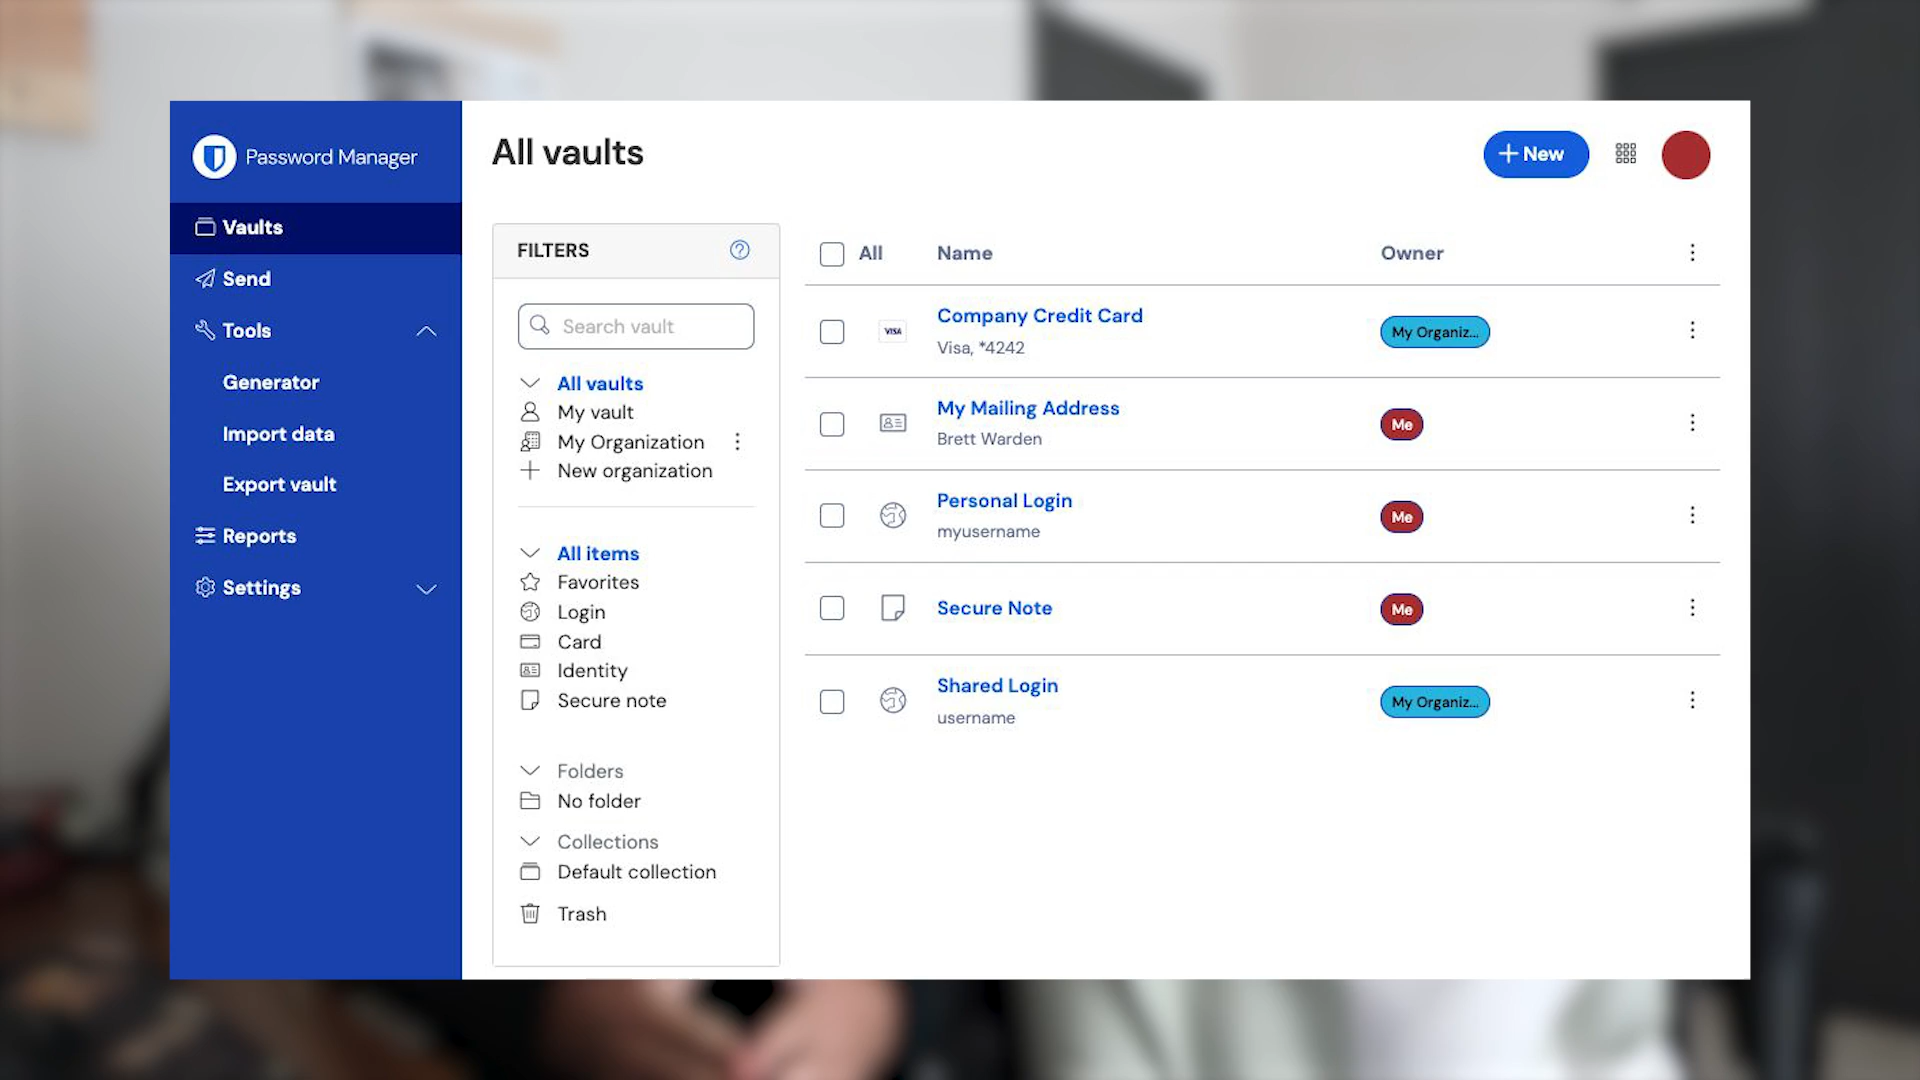 Password Manager
Vaults
Send
Tools
Generator
Import data
Export vault
Reports
Settings
All vaults
New
FILTERS
Search vault
All vaults
My vault
My Organization
New organization
All items
Favorites
Login
Card
Identity
Secure note
Folders
No folder
Collections
Default collection
Trash
All Name Owner
VISA Company Credit Card My Organiz...
Visa, *4242
My Mailing Address Me
Brett Warden
Personal Login Me
myusername
Secure Note Me
Shared Login My Organiz...
username